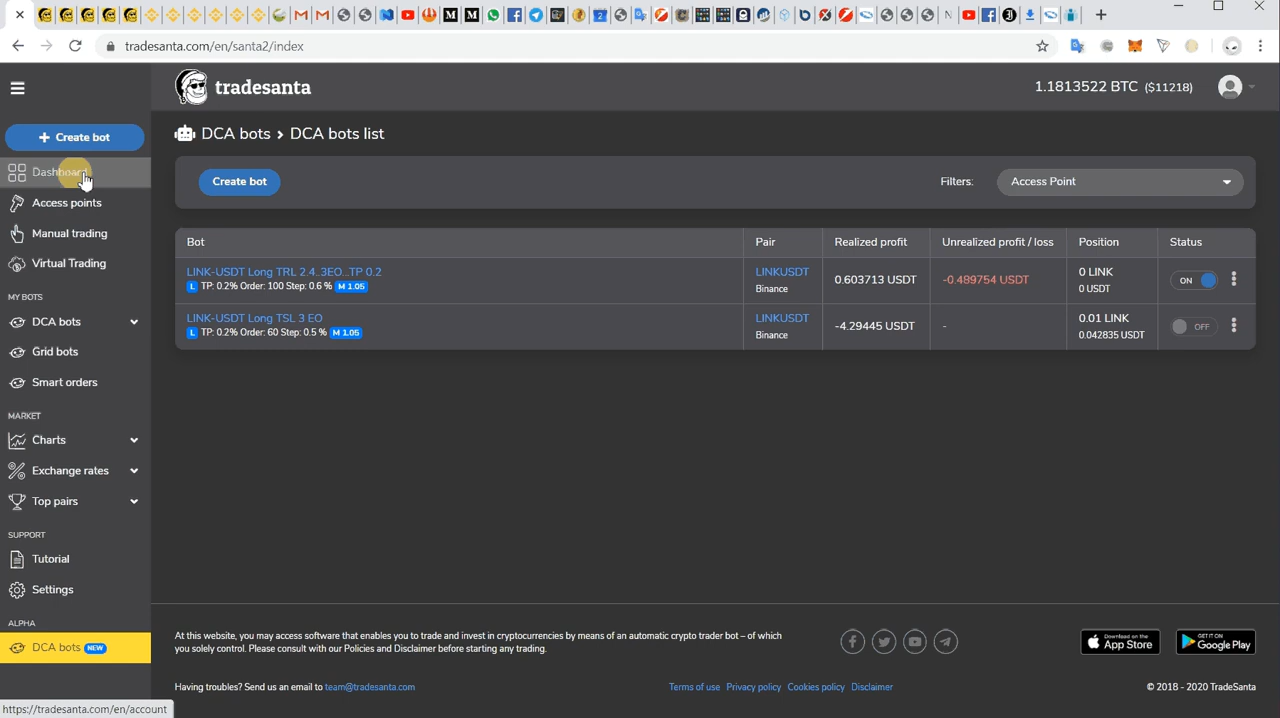 tradesanta.com/en/santa2/index
tradesanta
1.1813522 BTC ($11218)
+ Create bot
Dashboard
Access points
Manual trading
Virtual Trading
MY BOTS
DCA bots
Grid bots
Smart orders
MARKET
Charts
Exchange rates
Top pairs
SUPPORT
Tutorial
Settings
ALPHA
DCA bots NEW
https://tradesanta.com/en/account
DCA bots > DCA bots list
Create bot
Filters: Access Point
Bot Pair Realized profit Unrealized profit / loss Position Status
LINK-USDT Long TRL 2.4..3EO...TP 0.2 LINKUSDT 0.603713 USDT -0.489754 USDT 0 LINK ON
L TP: 0.2% Order: 100 Step: 0.6 % M 1.05 Binance 0 USDT
LINK-USDT Long TSL 3 EO LINKUSDT -4.29445 USDT - 0.01 LINK OFF
L TP: 0.2% Order: 60 Step: 0.5 % M 1.05 Binance 0.042835 USDT
At this website, you may access software that enables you to trade and invest in cryptocurrencies by means of an automatic crypto trader bot – of which
you solely control. Please consult with our Policies and Disclaimer before starting any trading.
Download on the
App Store
GET IT ON
Google Play
Having troubles? Send us an email to team@tradesanta.com
Terms of use Privacy policy Cookies policy Disclaimer
© 2018 - 2020 TradeSanta